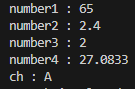 number1 : 65
number2 : 2.4
number3 : 2
number4 : 27.0833
ch : A